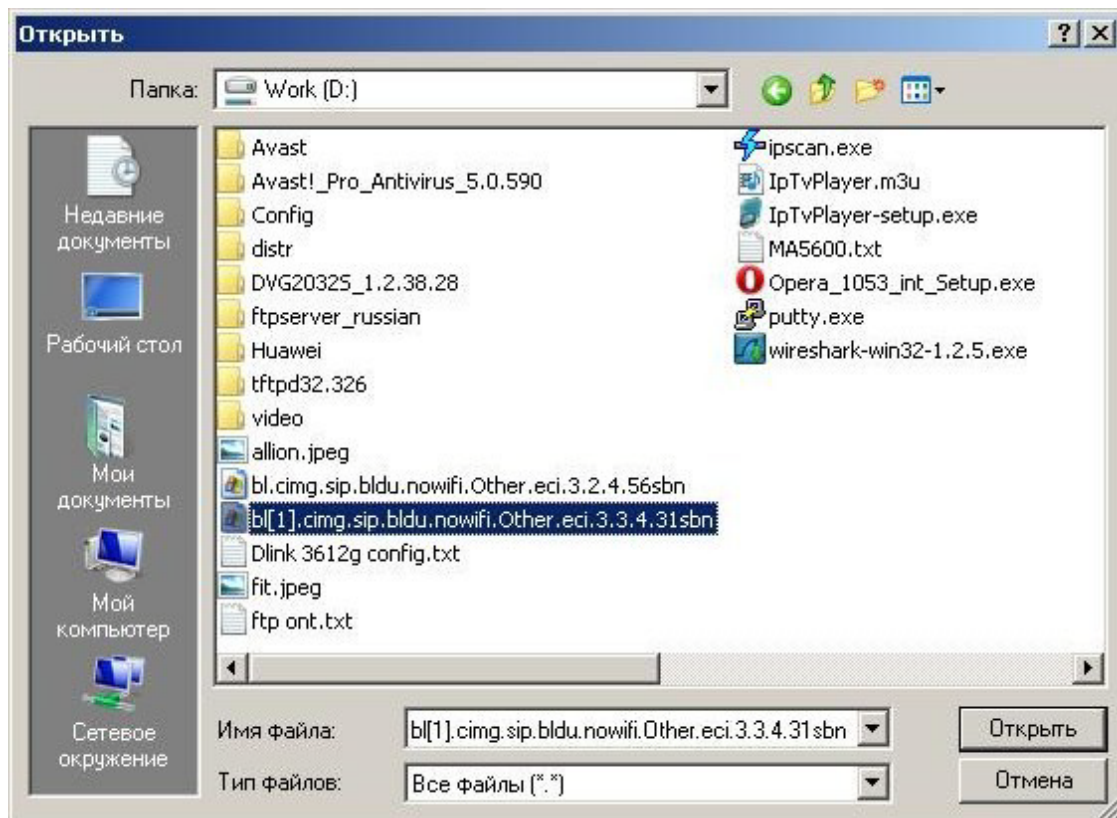 Открыть
Папка: Work (D:)
Недавние документы
Рабочий стол
Мои документы
Мой компьютер
Сетевое окружение
Avast
Avast!_Pro_Antivirus_5.0.590
Config
distr
DVG20325_1.2.38.28
ftpserver_russian
Huawei
tftpd32.326
video
allion.jpeg
bl.cimg.sip.bldu.nowifi.Other.eci.3.2.4.56sbn
bl[1].cimg.sip.bldu.nowifi.Other.eci.3.3.4.31sbn
Dlink 3612g config.txt
fit.jpeg
ftp ont.txt
ipscan.exe
IpTvPlayer.m3u
IpTvPlayer-setup.exe
MA5600.txt
Opera_1053_int_Setup.exe
putty.exe
wireshark-win32-1.2.5.exe
Имя файла: bl[1].cimg.sip.bldu.nowifi.Other.eci.3.3.4.31sbn Открыть
Тип файлов: Все файлы (*.*) Отмена